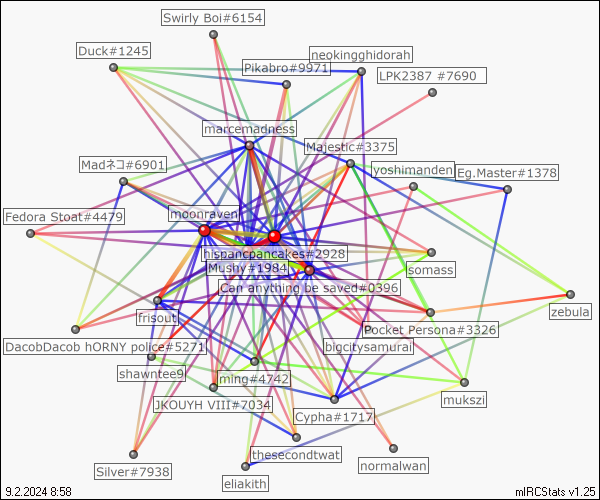 Swirly Boi#6154
Duck#1245
neokingghidorah
Pikabro#9971
LPK2387 #7690
marcemadness
Majestic#3375
Madネコ#6901
yoshimanden
Eg.Master#1378
Fedora Stoat#4479
moonraven
hispancpancakes#2928
Mushy#1984
somass
Can anything be saved#0396
frisout
zebula
Pocket Persona#3326
DacobDacob hORNY police#5271
bigcitysamurai
shawntee9
ming#4742
mukszi
JKOUYH VIII#7034
Cypha#1717
thesecondtwat
Silver#7938
normalwan
eliakith
9.2.2024 8:58
mIRCStats v1.25